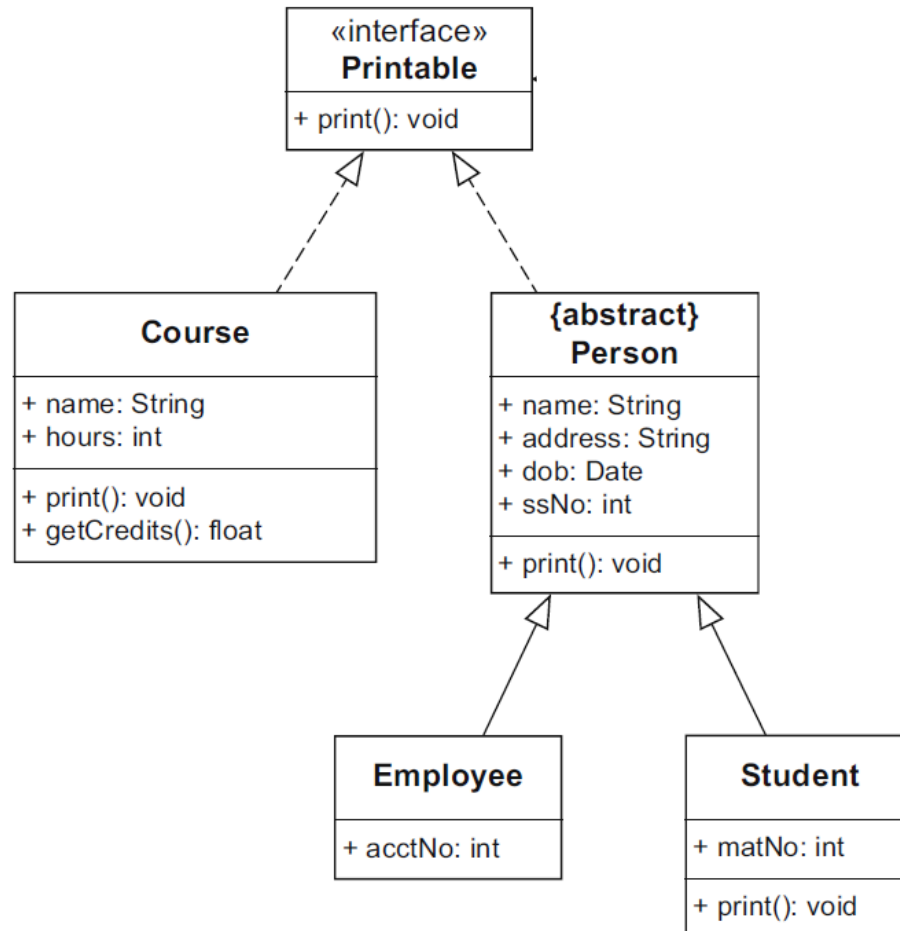 «interface»
Printable
+ print(): void
Course
+ name: String
+ hours: int
+ print(): void
+ getCredits(): float
{abstract}
Person
+ name: String
+ address: String
+ dob: Date
+ ssNo: int
+ print(): void
Employee
+ acctNo: int
Student
+ matNo: int
+ print(): void